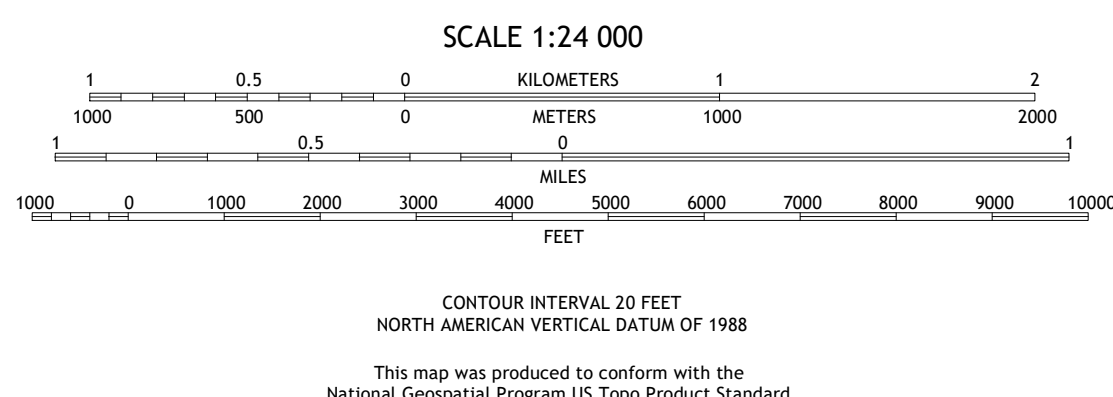 SCALE 1:24 000
1 0.5 0 KILOMETERS 1 2
1000 500 0 METERS 1000 2000
1 0.5 0 1
MILES
1000 0 1000 2000 3000 4000 5000 6000 7000 8000 9000 10000
FEET
CONTOUR INTERVAL 20 FEET
NORTH AMERICAN VERTICAL DATUM OF 1988
This map was produced to conform with the
National Geospatial Program US Topo Product Standard.